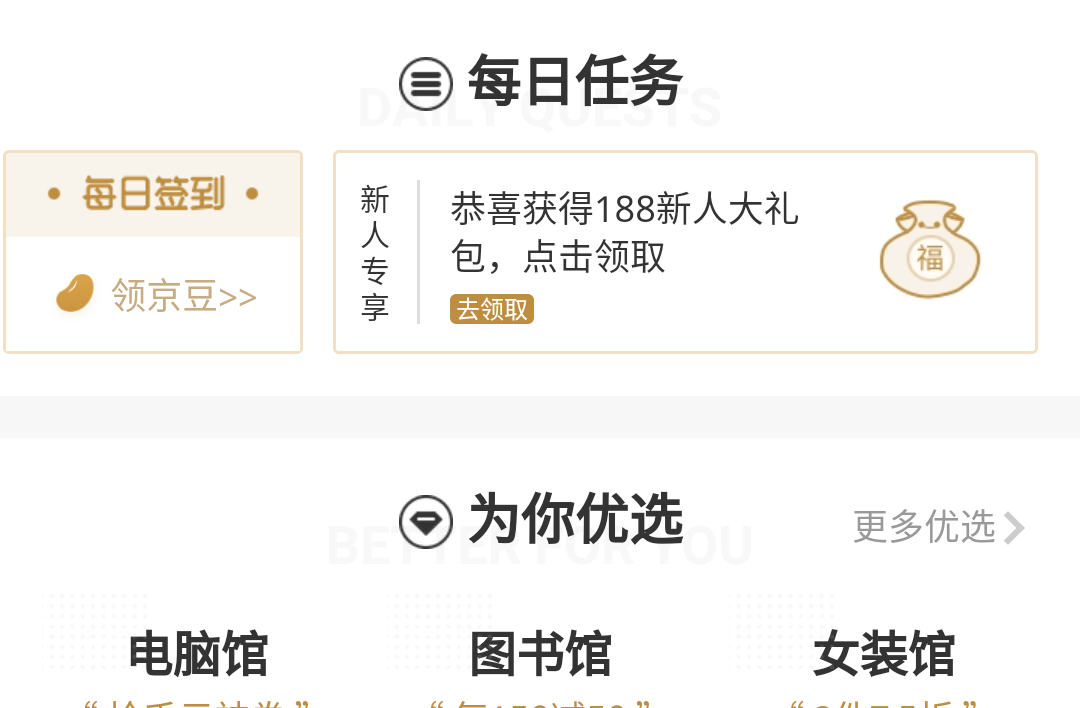 每日任务
DAILY QUESTS
每日签到
领京豆>>
新人专享
恭喜获得188新人大礼
包，点击领取
去领取
福
为你优选
BETTER FOR YOU
更多优选
电脑馆
图书馆
女装馆